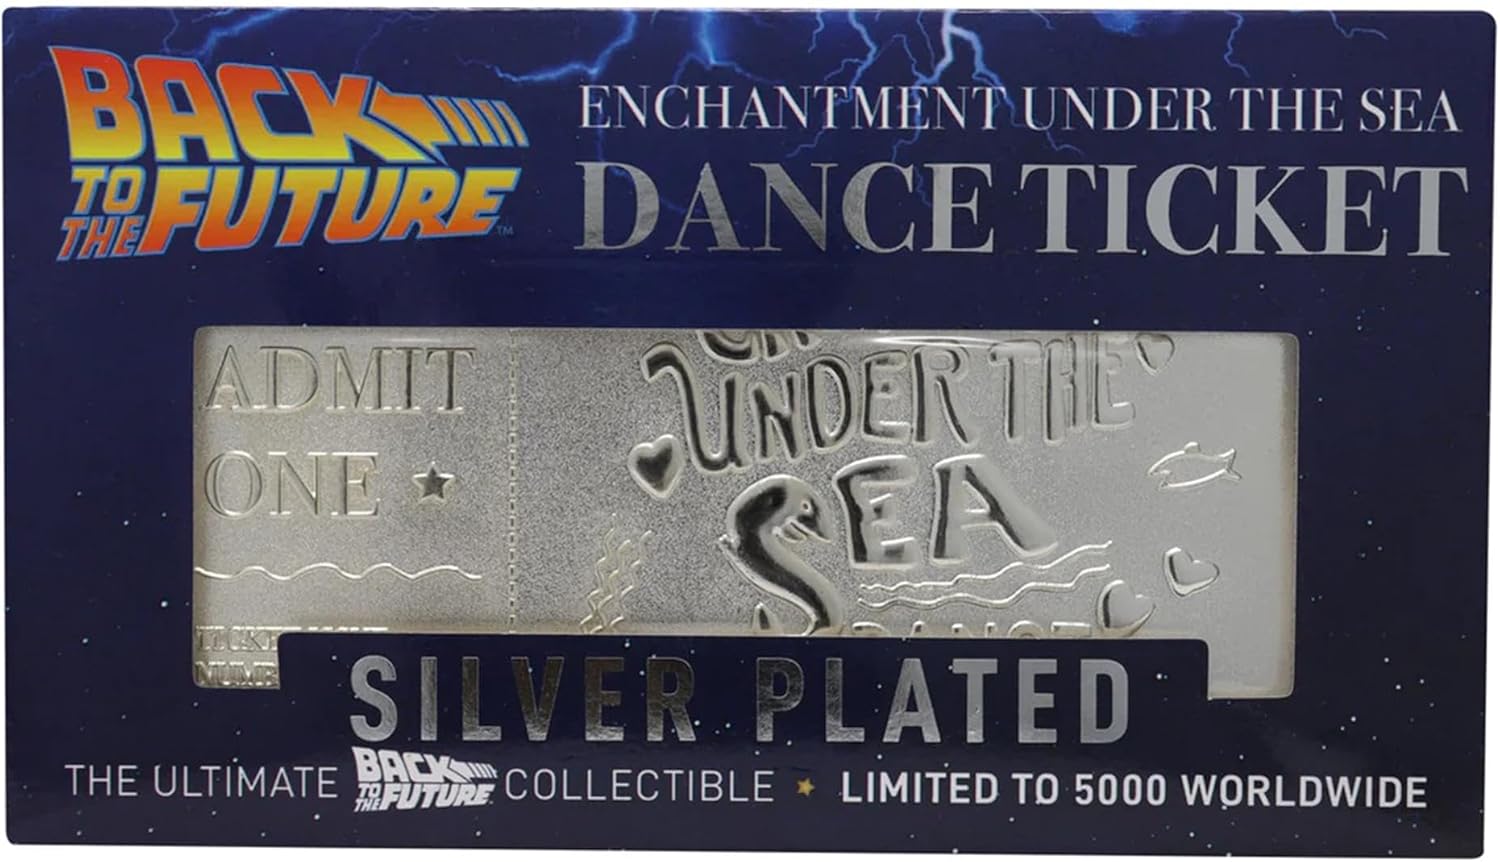 BACK
TO
THE FUTURE™
ENCHANTMENT UNDER THE SEA
DANCE TICKET
ADMIT
ONE
UNDER THE
SEA
SILVER PLATED
THE ULTIMATE BACK TO THE FUTURE COLLECTIBLE ★ LIMITED TO 5000 WORLDWIDE